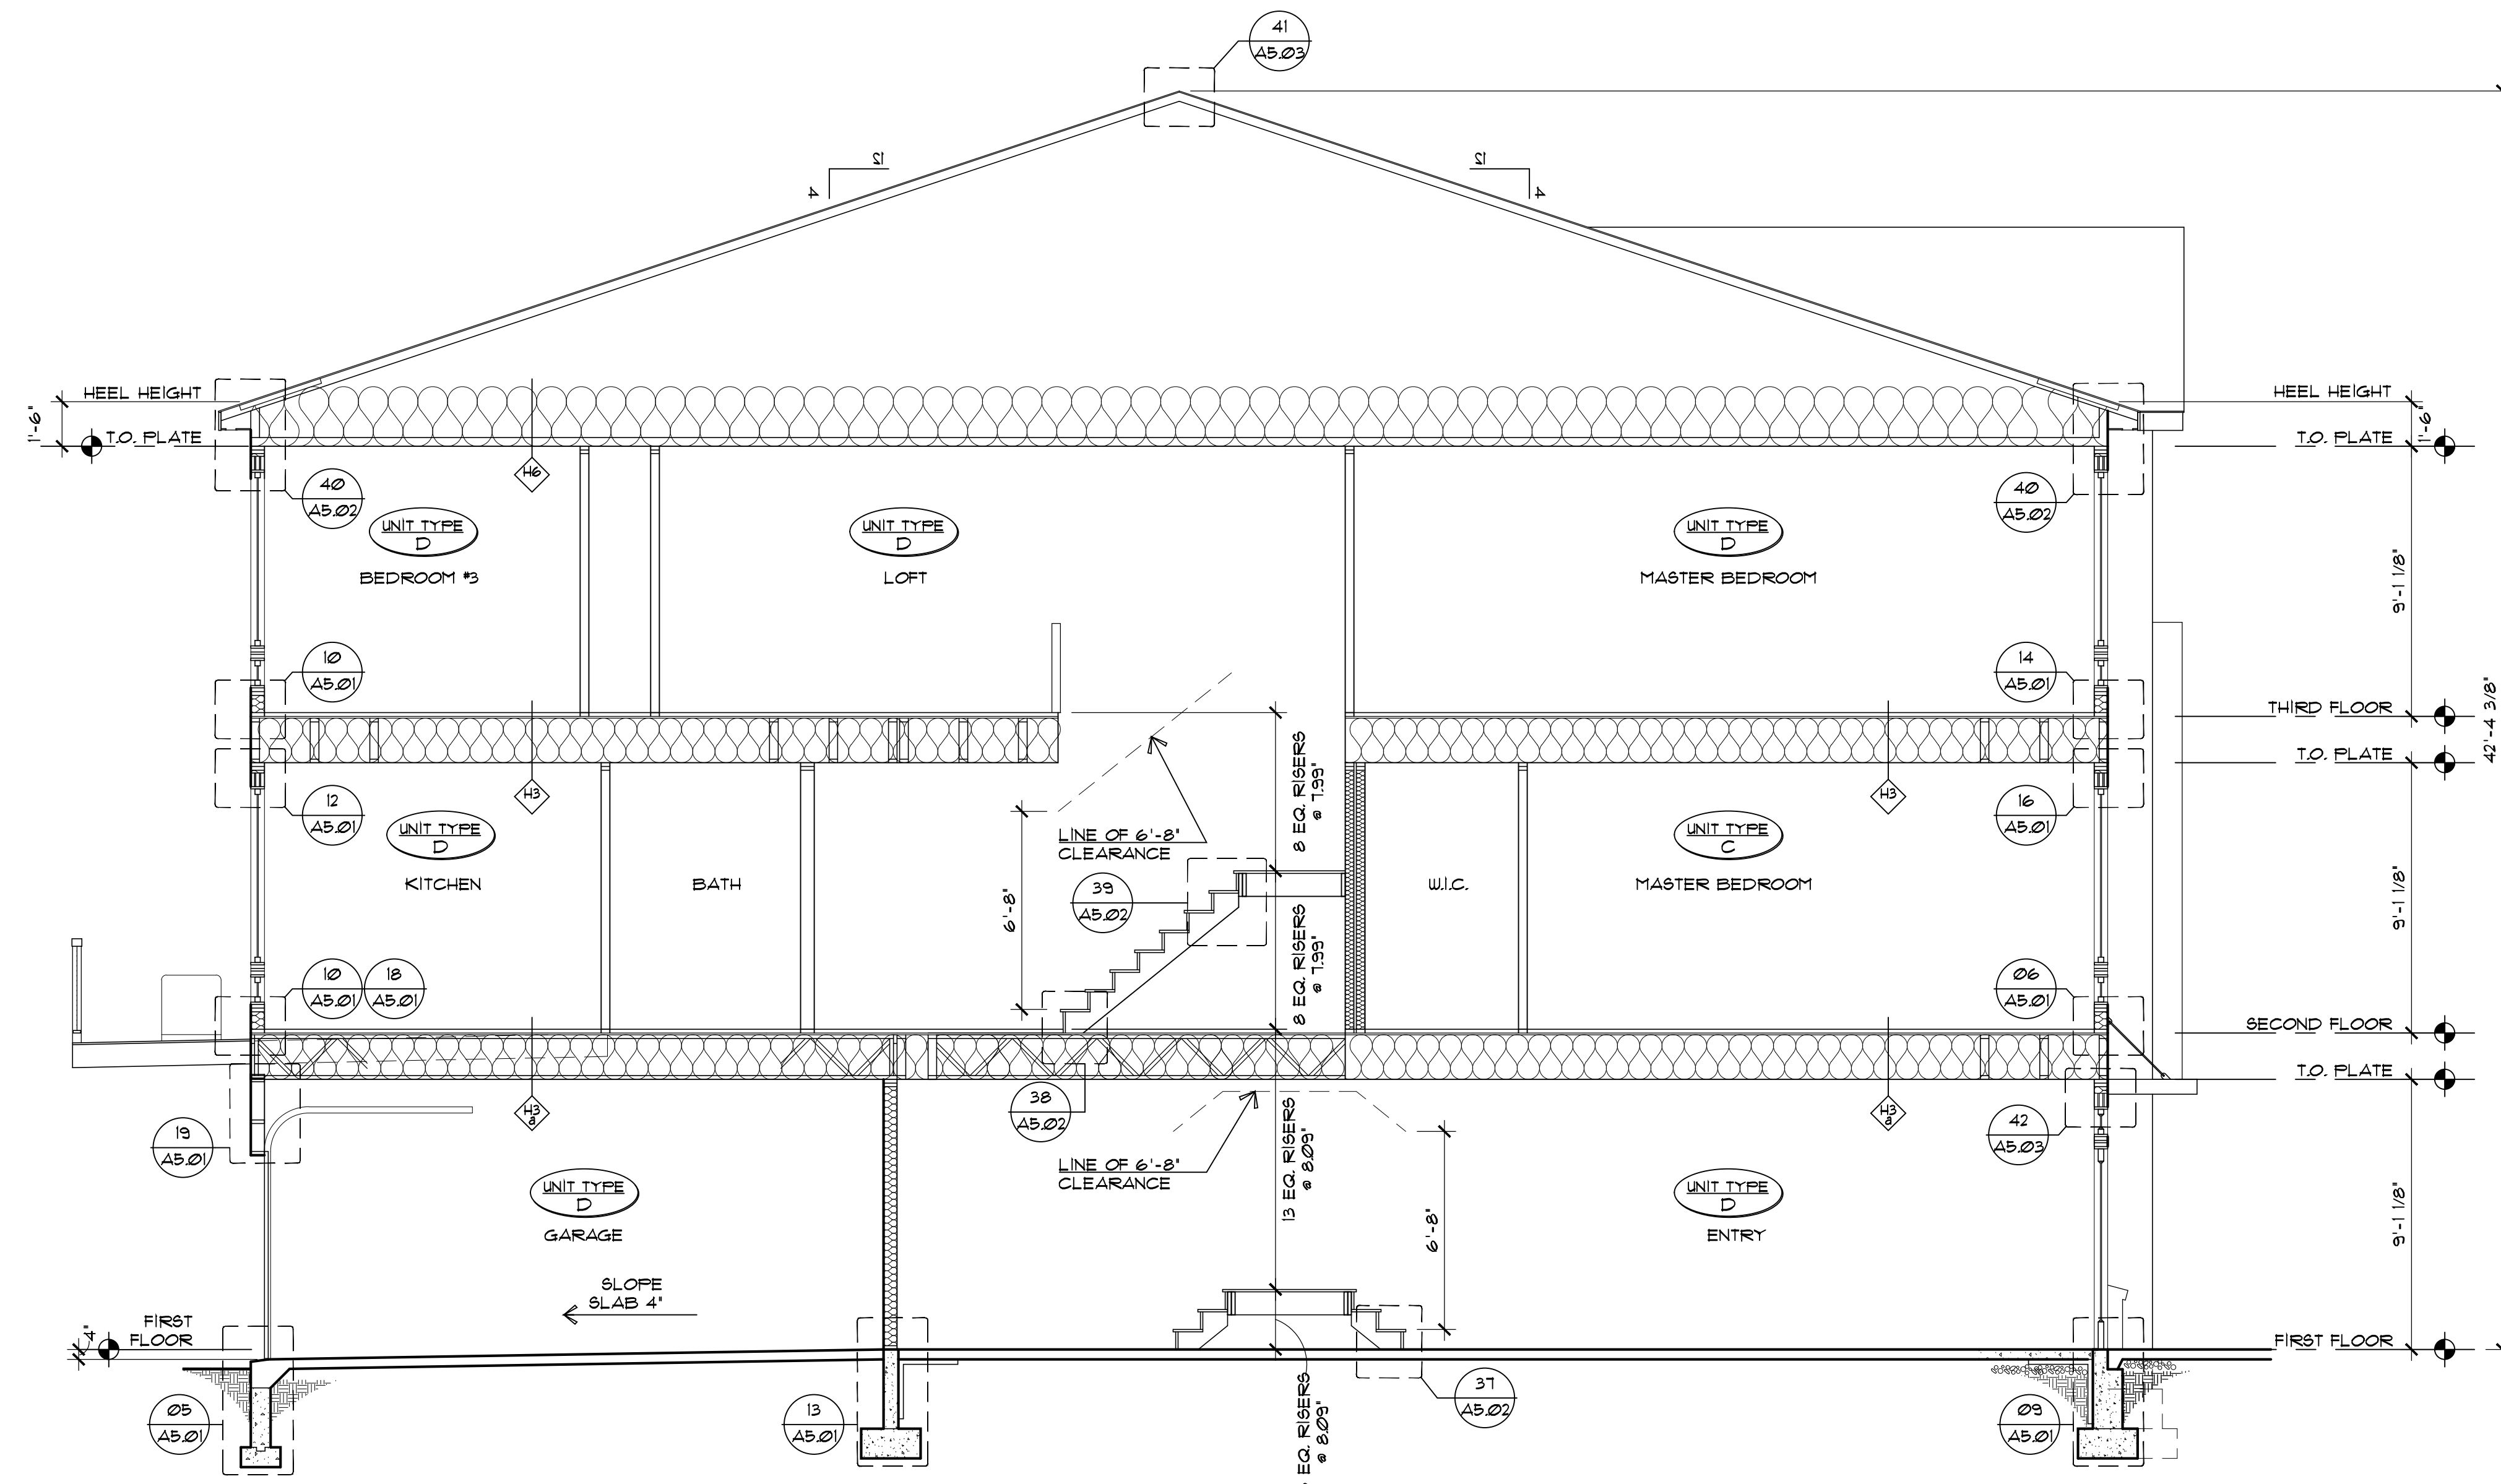 41
A5.03
12
4
12
4
HEEL HEIGHT
1'-6"
T.O. PLATE
HEEL HEIGHT
1'-6"
T.O. PLATE
H6
40
A5.02
40
A5.02
UNIT TYPE
D
BEDROOM #3
UNIT TYPE
D
LOFT
UNIT TYPE
D
MASTER BEDROOM
9'-1 1/8"
10
A5.01
14
A5.01
THIRD FLOOR
42'-4 3/8"
T.O. PLATE
8 EQ. RISERS
@ 7.99"
H3
H3
12
A5.01
16
A5.01
LINE OF 6'-8"
CLEARANCE
UNIT TYPE
D
KITCHEN
BATH
6'-8"
39
A5.02
W.I.C.
UNIT TYPE
C
MASTER BEDROOM
9'-1 1/8"
8 EQ. RISERS
@ 7.99"
10
A5.01
18
A5.01
06
A5.01
SECOND FLOOR
T.O. PLATE
H3
a
38
A5.02
H3
a
42
A5.03
19
A5.01
LINE OF 6'-8"
CLEARANCE
13 EQ. RISERS
@ 8.09"
6'-8"
UNIT TYPE
D
GARAGE
UNIT TYPE
D
ENTRY
9'-1 1/8"
SLOPE
SLAB 4"
FIRST
FLOOR
4"
FIRST FLOOR
05
A5.01
13
A5.01
EQ. RISERS
@ 8.09"
37
A5.02
09
A5.01